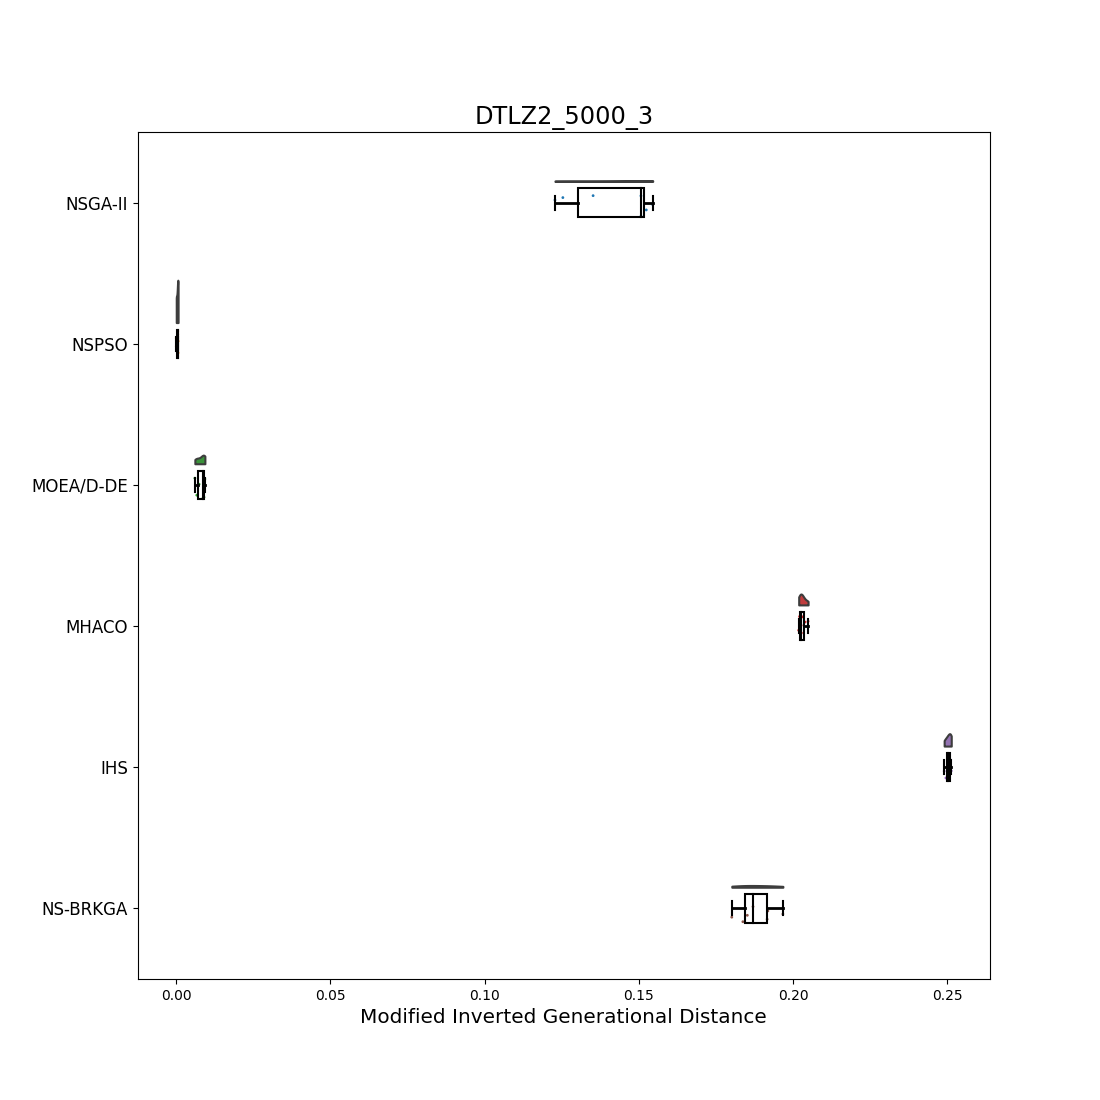 DTLZ2_5000_3
NSGA-II
NSPSO
MOEA/D-DE
MHACO
IHS
NS-BRKGA
0.00 0.05 0.10 0.15 0.20 0.25
Modified Inverted Generational Distance